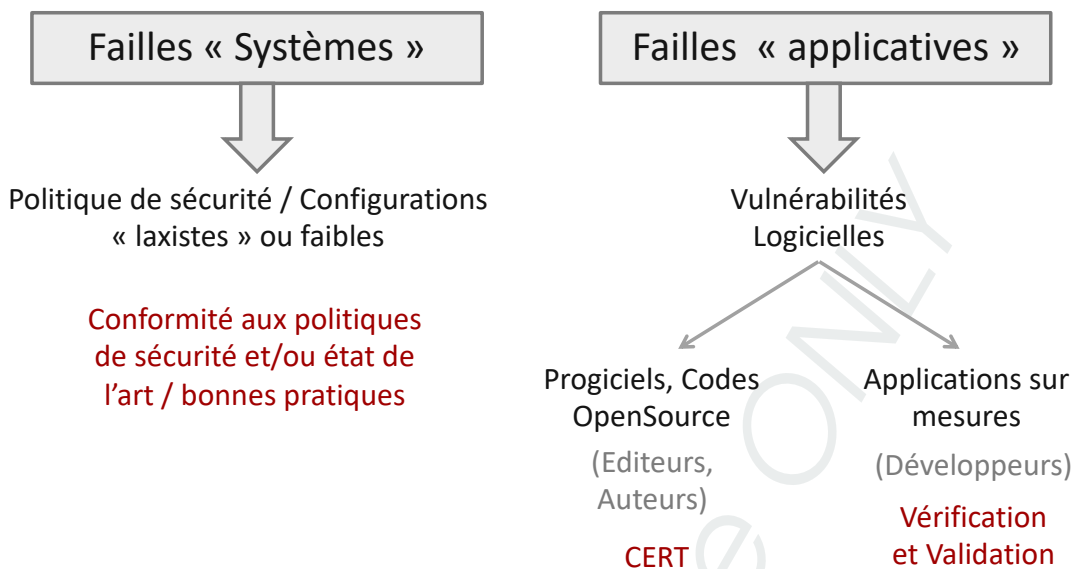 Failles « Systèmes »
Politique de sécurité / Configurations
« laxistes » ou faibles
Conformité aux politiques
de sécurité et/ou état de
l'art / bonnes pratiques
Failles « applicatives »
Vulnérabilités
Logicielles
Progiciels, Codes
OpenSource
(Editeurs,
Auteurs)
CERT
Applications sur
mesures
(Développeurs)
Vérification
et Validation
e ONLY